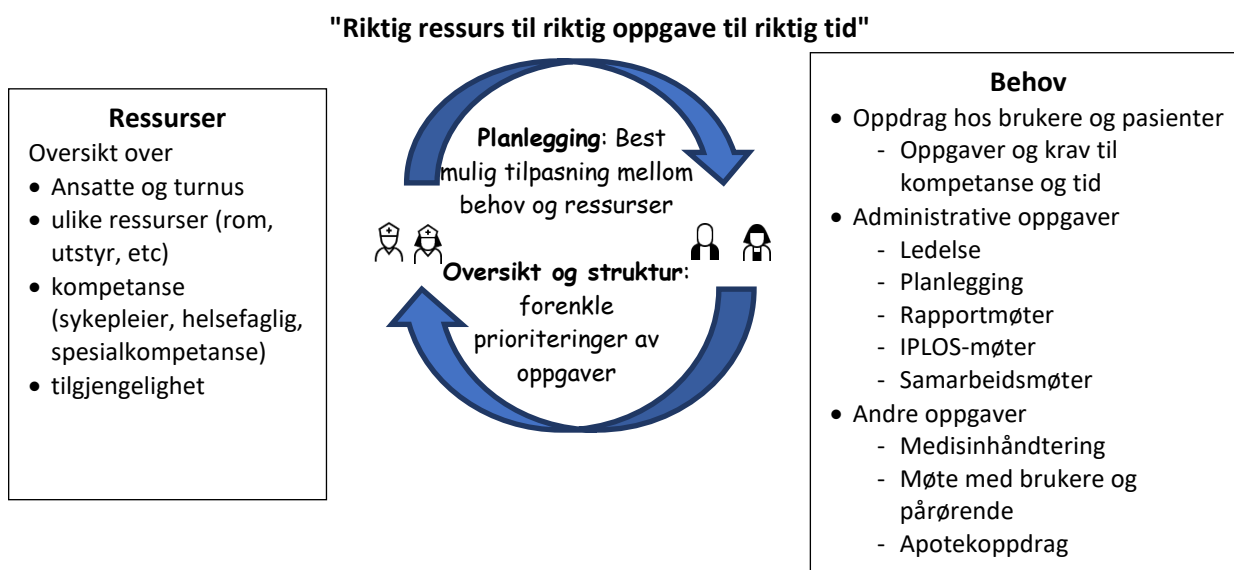 "Riktig ressurs til riktig oppgave til riktig tid"
Ressurser
Oversikt over
• Ansatte og turnus
• ulike ressurser (rom,
utstyr, etc)
• kompetanse
(sykepleier, helsefaglig,
spesialkompetanse)
• tilgjengelighet
Planlegging: Best
mulig tilpasning mellom
behov og ressurser
Oversikt og struktur:
forenkle
prioriteringer av
oppgaver
Behov
• Oppdrag hos brukere og pasienter
- Oppgaver og krav til
kompetanse og tid
• Administrative oppgaver
- Ledelse
- Planlegging
- Rapportmøter
- IPLOS-møter
- Samarbeidsmøter
• Andre oppgaver
- Medisinhåndtering
- Møte med brukere og
pårørende
- Apotekoppdrag